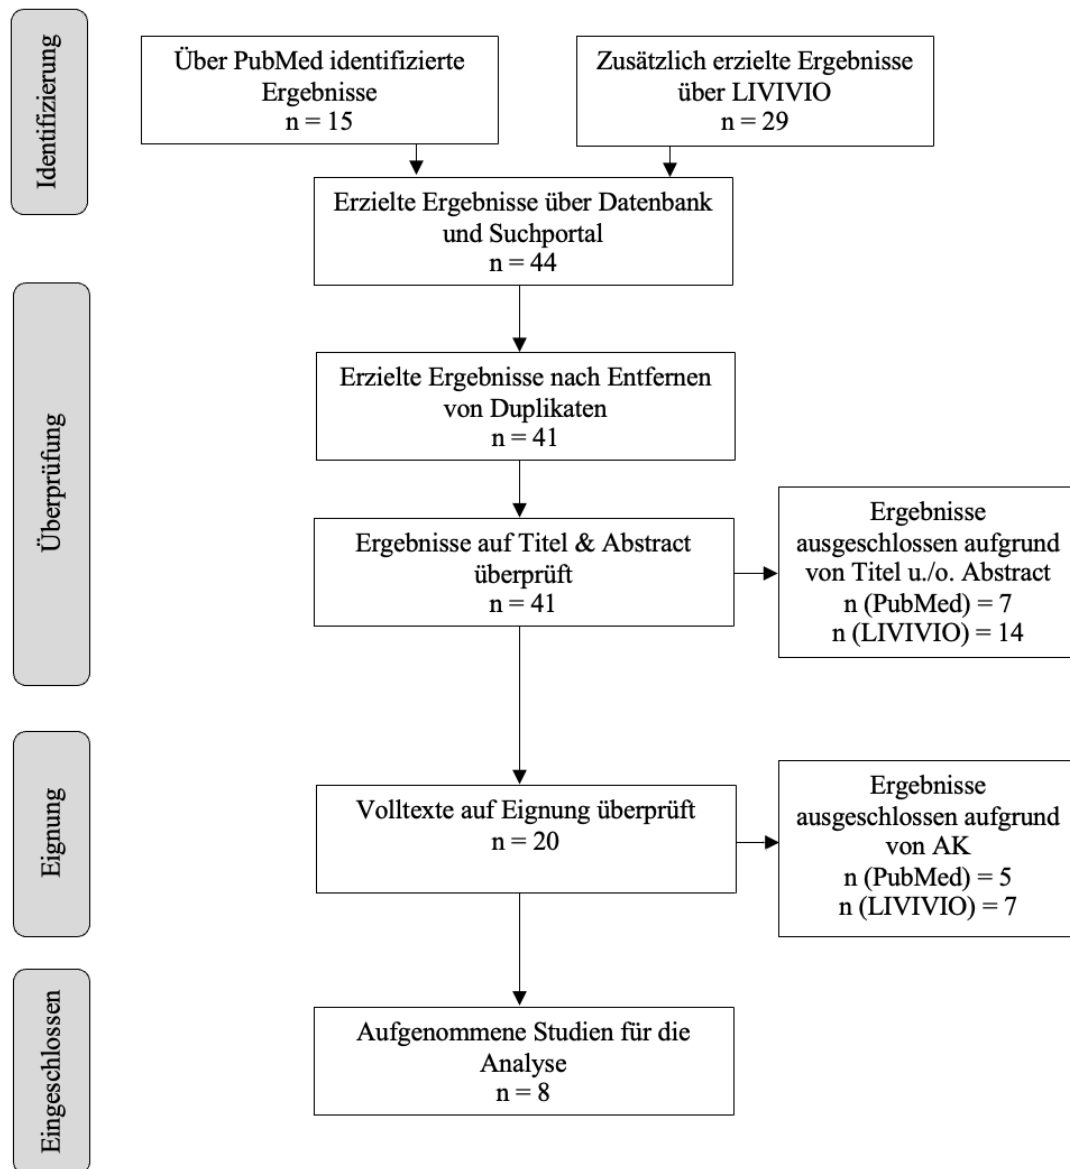 Identifizierung
Über PubMed identifizierte
Ergebnisse
n = 15
Zusätzlich erzielte Ergebnisse
über LIVIVIO
n = 29
Erzielte Ergebnisse über Datenbank
und Suchportal
n = 44
Überprüfung
Erzielte Ergebnisse nach Entfernen
von Duplikaten
n = 41
Ergebnisse auf Titel & Abstract
überprüft
n = 41
Ergebnisse
ausgeschlossen aufgrund
von Titel u./o. Abstract
n (PubMed) = 7
n (LIVIVIO) = 14
Eignung
Volltexte auf Eignung überprüft
n = 20
Ergebnisse
ausgeschlossen aufgrund
von AK
n (PubMed) = 5
n (LIVIVIO) = 7
Eingeschlossen
Aufgenommene Studien für die
Analyse
n = 8